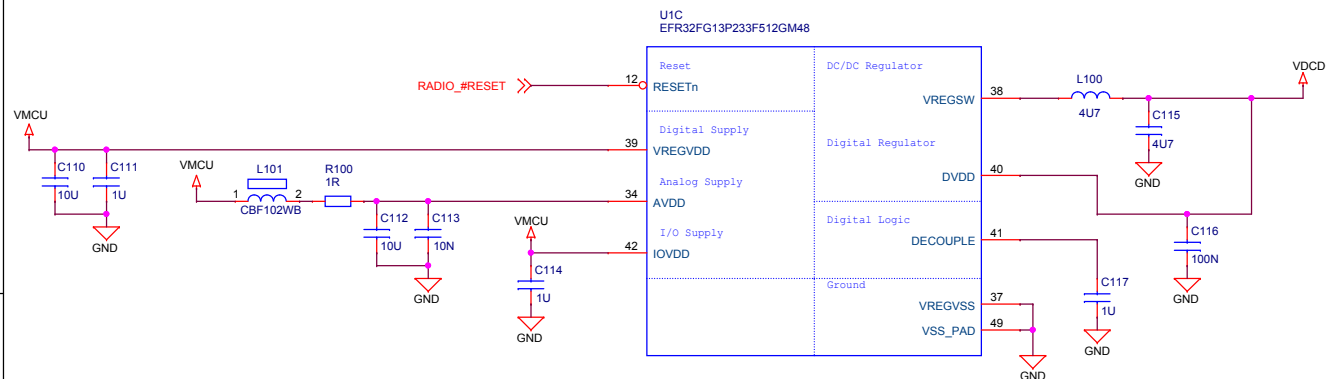 U1C
EFR32FG13P233F512GM48
Reset
DC/DC Regulator
RADIO_#RESET
12
RESETn
VREGSW
38
L100
4U7
VDCD
C115
4U7
GND
VMCU
Digital Supply
39
VREGVDD
Digital Regulator
C110
10U
C111
1U
GND
VMCU
L101
1
2
CBF102WB
R100
1R
Analog Supply
34
AVDD
DVDD
40
C112
10U
C113
10N
GND
VMCU
I/O Supply
42
IOVDD
Digital Logic
DECOUPLE
41
C116
100N
GND
C114
1U
GND
Ground
VREGVSS
37
VSS_PAD
49
GND
C117
1U
GND